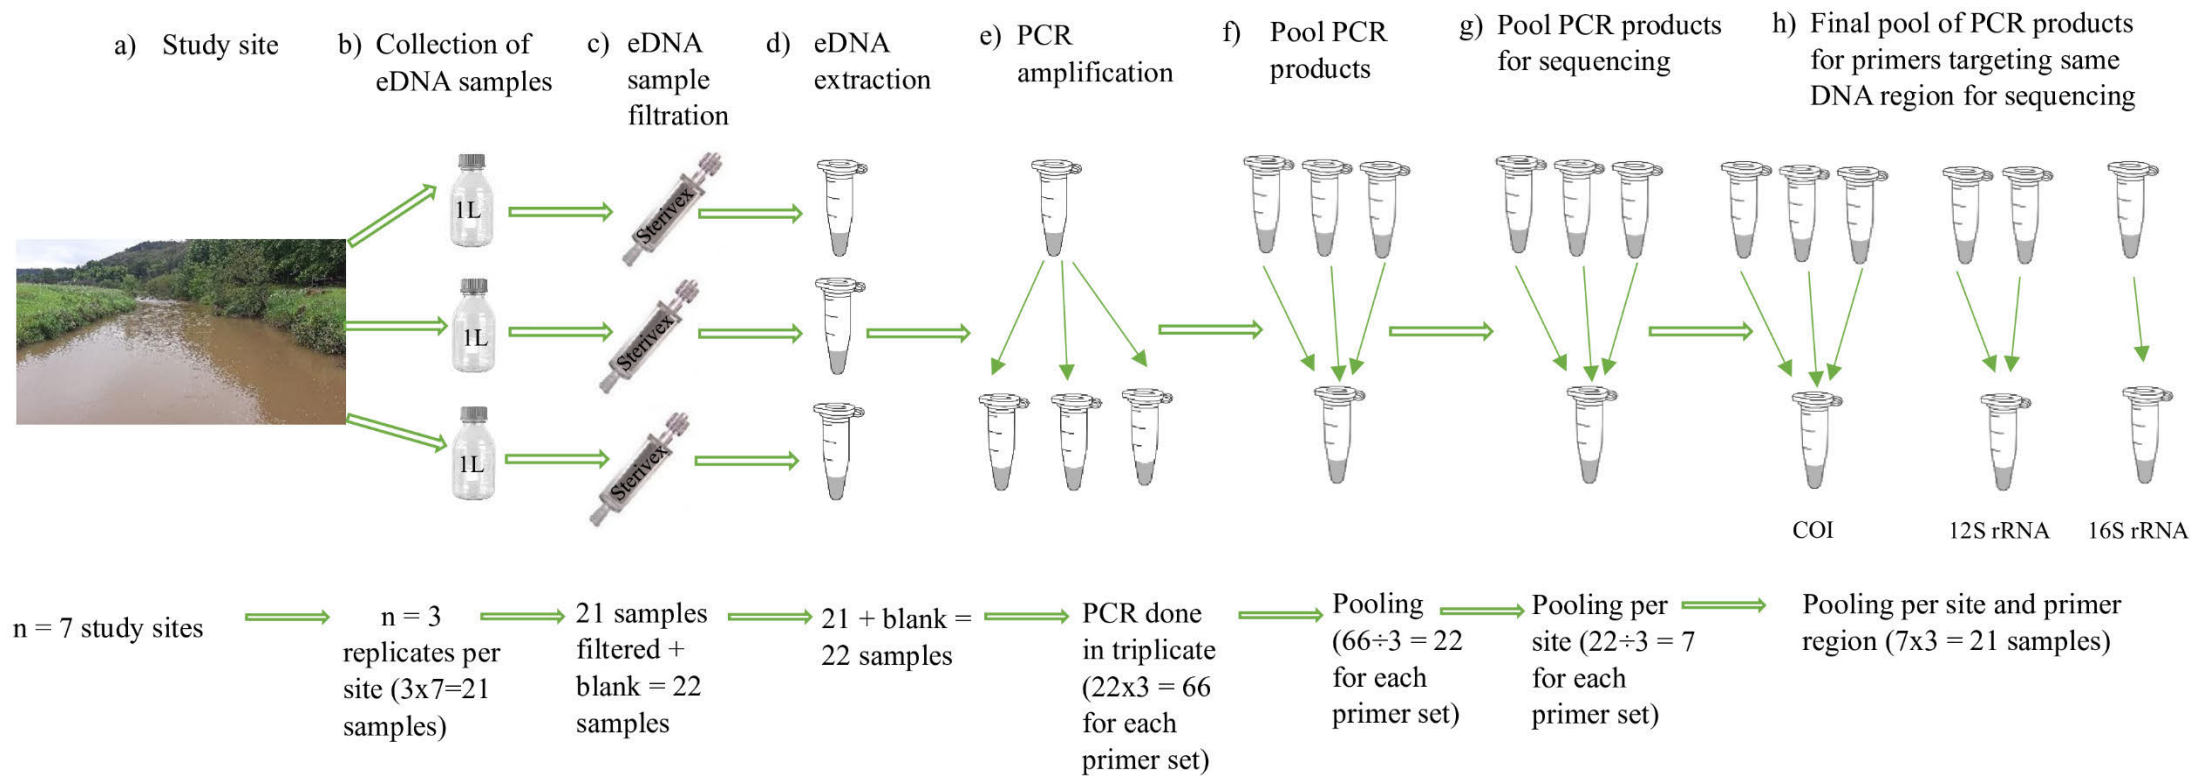 a) Study site
b) Collection of
eDNA samples
c) eDNA
sample
filtration
d) eDNA
extraction
e) PCR
amplification
f) Pool PCR
products
g) Pool PCR products
for sequencing
h) Final pool of PCR products
for primers targeting same
DNA region for sequencing
1L
Sterivex
1L
Sterivex
1L
Sterivex
COI
12S rRNA
16S rRNA
n = 7 study sites
n = 3
replicates per
site (3x7=21
samples)
21 samples
filtered +
blank = 22
samples
21 + blank =
22 samples
PCR done
in triplicate
(22x3 = 66
for each
primer set)
Pooling
(66÷3 = 22
for each
primer set)
Pooling per
site (22÷3 = 7
for each
primer set)
Pooling per site and primer
region (7x3 = 21 samples)